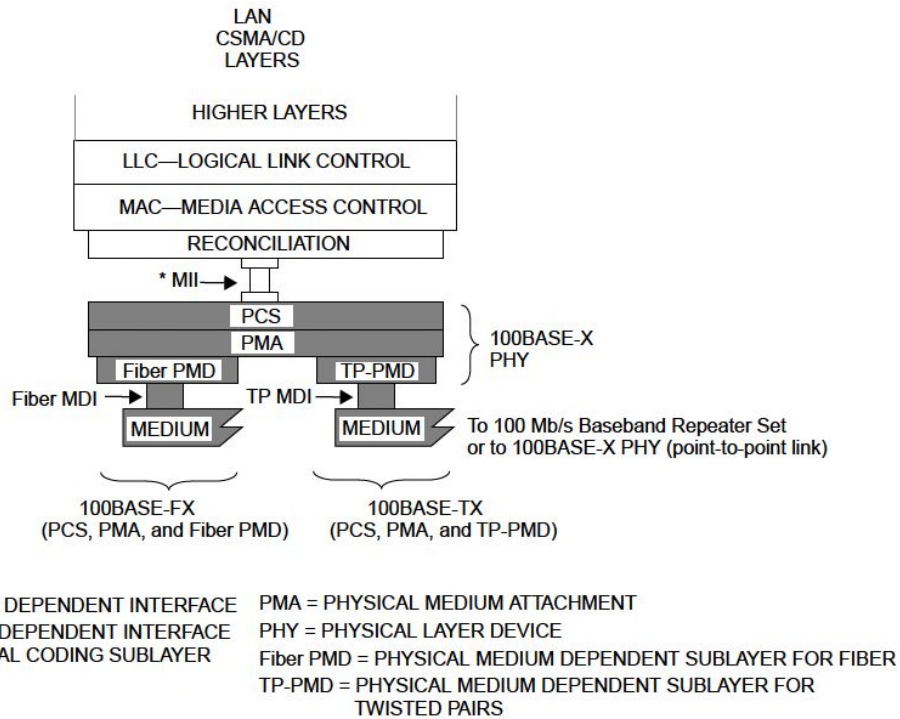 LAN
CSMA/CD
LAYERS
HIGHER LAYERS
LLC—LOGICAL LINK CONTROL
MAC—MEDIA ACCESS CONTROL
RECONCILIATION
* MII
PCS
PMA
100BASE-X
PHY
Fiber PMD
TP-PMD
Fiber MDI
TP MDI
MEDIUM
MEDIUM
To 100 Mb/s Baseband Repeater Set
or to 100BASE-X PHY (point-to-point link)
100BASE-FX
(PCS, PMA, and Fiber PMD)
100BASE-TX
(PCS, PMA, and TP-PMD)
DEPENDENT INTERFACE
DEPENDENT INTERFACE
AL CODING SUBLAYER
PMA = PHYSICAL MEDIUM ATTACHMENT
PHY = PHYSICAL LAYER DEVICE
Fiber PMD = PHYSICAL MEDIUM DEPENDENT SUBLAYER FOR FIBER
TP-PMD = PHYSICAL MEDIUM DEPENDENT SUBLAYER FOR
TWISTED PAIRS